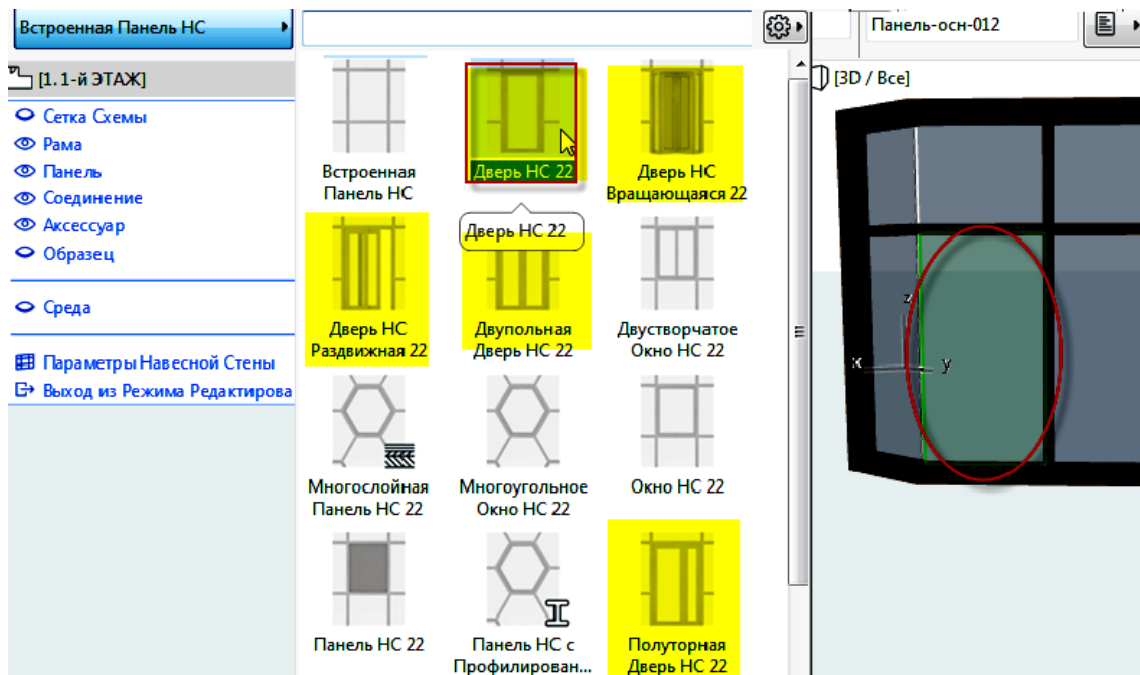 Встроенная Панель НС
Панель-осн-012
[1. 1-й ЭТАЖ]
[3D / Все]
Сетка Схемы
Рама
Панель
Соединение
Аксессуар
Образец
Среда
Параметры Навесной Стены
Выход из Режима Редактирова
Встроенная
Панель НС
Дверь НС 22
Дверь НС
Вращающаяся 22
Дверь НС 22
Дверь НС
Раздвижная 22
Двупольная
Дверь НС 22
Двустворчатое
Окно НС 22
Многослойная
Панель НС 22
Многоугольное
Окно НС 22
Окно НС 22
Панель НС 22
Панель НС с
Профилирован...
Полуторная
Дверь НС 22
z
x
y